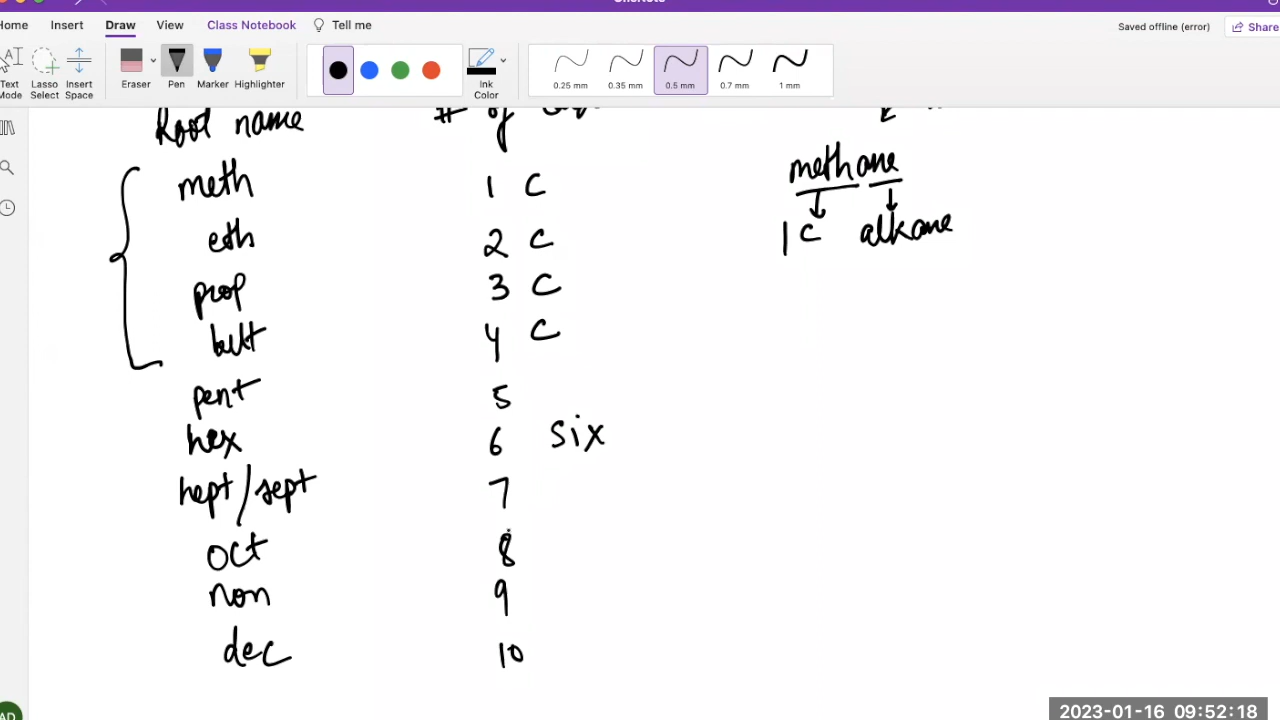 OneNote
Home Insert Draw View Class Notebook Tell me
Saved offline (error) Share
Text Mode Lasso Select Insert Space Eraser Pen Marker Highlighter Ink Color 0.25 mm 0.35 mm 0.5 mm 0.7 mm 1 mm
Root name # of
meth 1 C
eth 2 C
prop 3 C
but 4 C
pent 5
hex 6 six
hept/sept 7
oct 8
non 9
dec 10
methane
1 C alkane
AD
2023-01-16 09:52:18